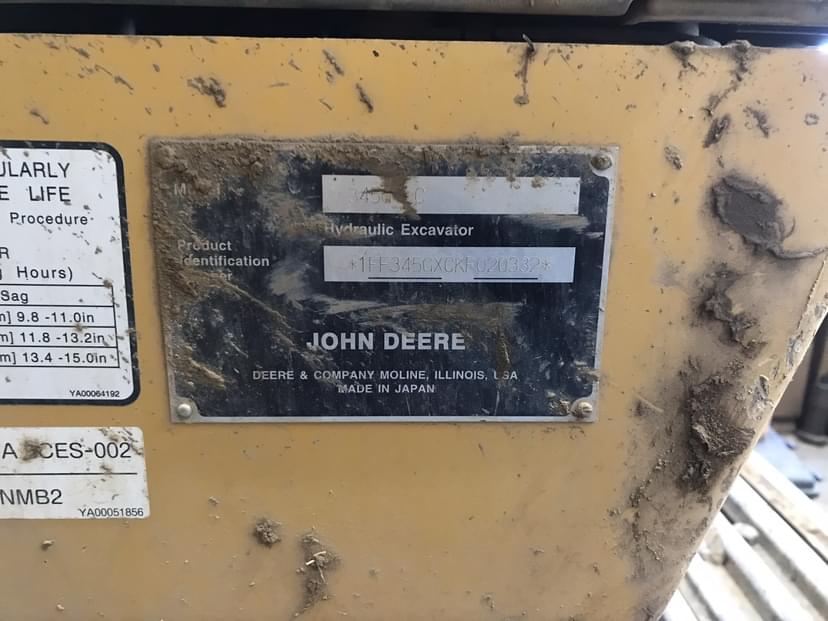 ULARLY
E LIFE
Procedure
R
g Hours)
Sag
m] 9.8 -11.0in
m] 11.8 -13.2in
m] 13.4 -15.0in
YA00064192
A CES-002
NMB2
YA00051856
Hydraulic Excavator
Product
Identification
*1FF345GXCKF020332*
JOHN DEERE
DEERE & COMPANY MOLINE, ILLINOIS, USA
MADE IN JAPAN